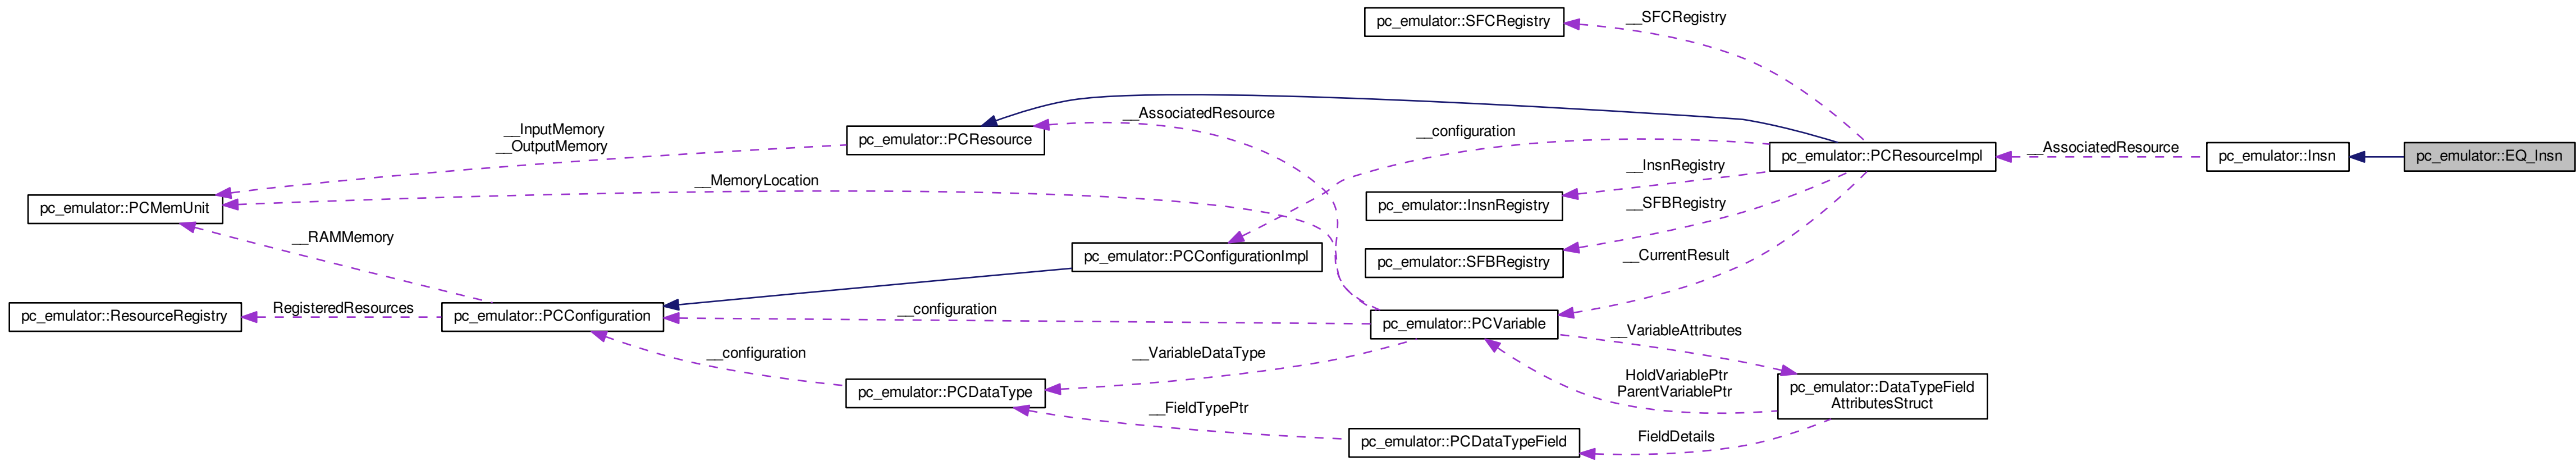 pc_emulator::SFCRegistry
__SFCRegistry
__AssociatedResource
__configuration
__InputMemory
__OutputMemory
pc_emulator::PCResource
pc_emulator::PCResourceImpl
__AssociatedResource
pc_emulator::Insn
pc_emulator::EQ_Insn
__InsnRegistry
__MemoryLocation
pc_emulator::PCMemUnit
pc_emulator::InsnRegistry
__SFBRegistry
__RAMMemory
pc_emulator::PCConfigurationImpl
pc_emulator::SFBRegistry
__CurrentResult
RegisteredResources
__configuration
pc_emulator::ResourceRegistry
pc_emulator::PCConfiguration
pc_emulator::PCVariable
__VariableAttributes
__configuration
__VariableDataType
HoldVariablePtr
ParentVariablePtr
pc_emulator::DataTypeField
AttributesStruct
pc_emulator::PCDataType
__FieldTypePtr
pc_emulator::PCDataTypeField
FieldDetails